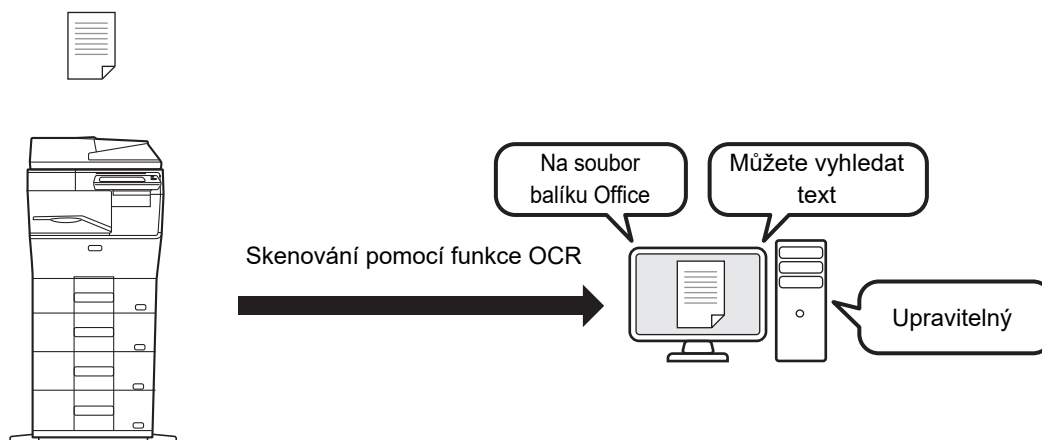 Na soubor
balíku Office
Můžete vyhledat
text
Skenování pomocí funkce OCR
Upravitelný